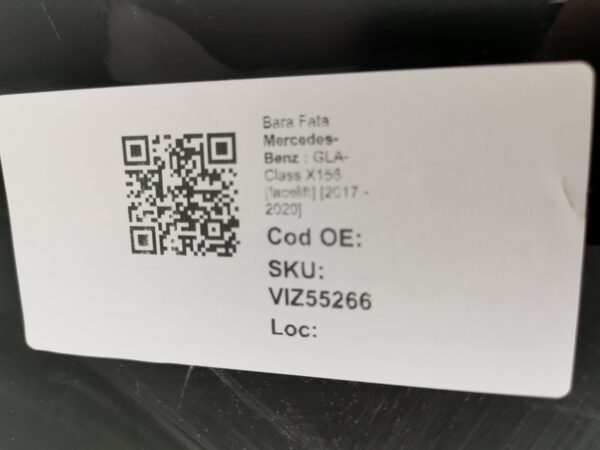 Bara Fata
Mercedes-
Benz : GLA-
Class X156
[facelift] [2017 -
2020]
Cod OE:
SKU:
VIZ55266
Loc: